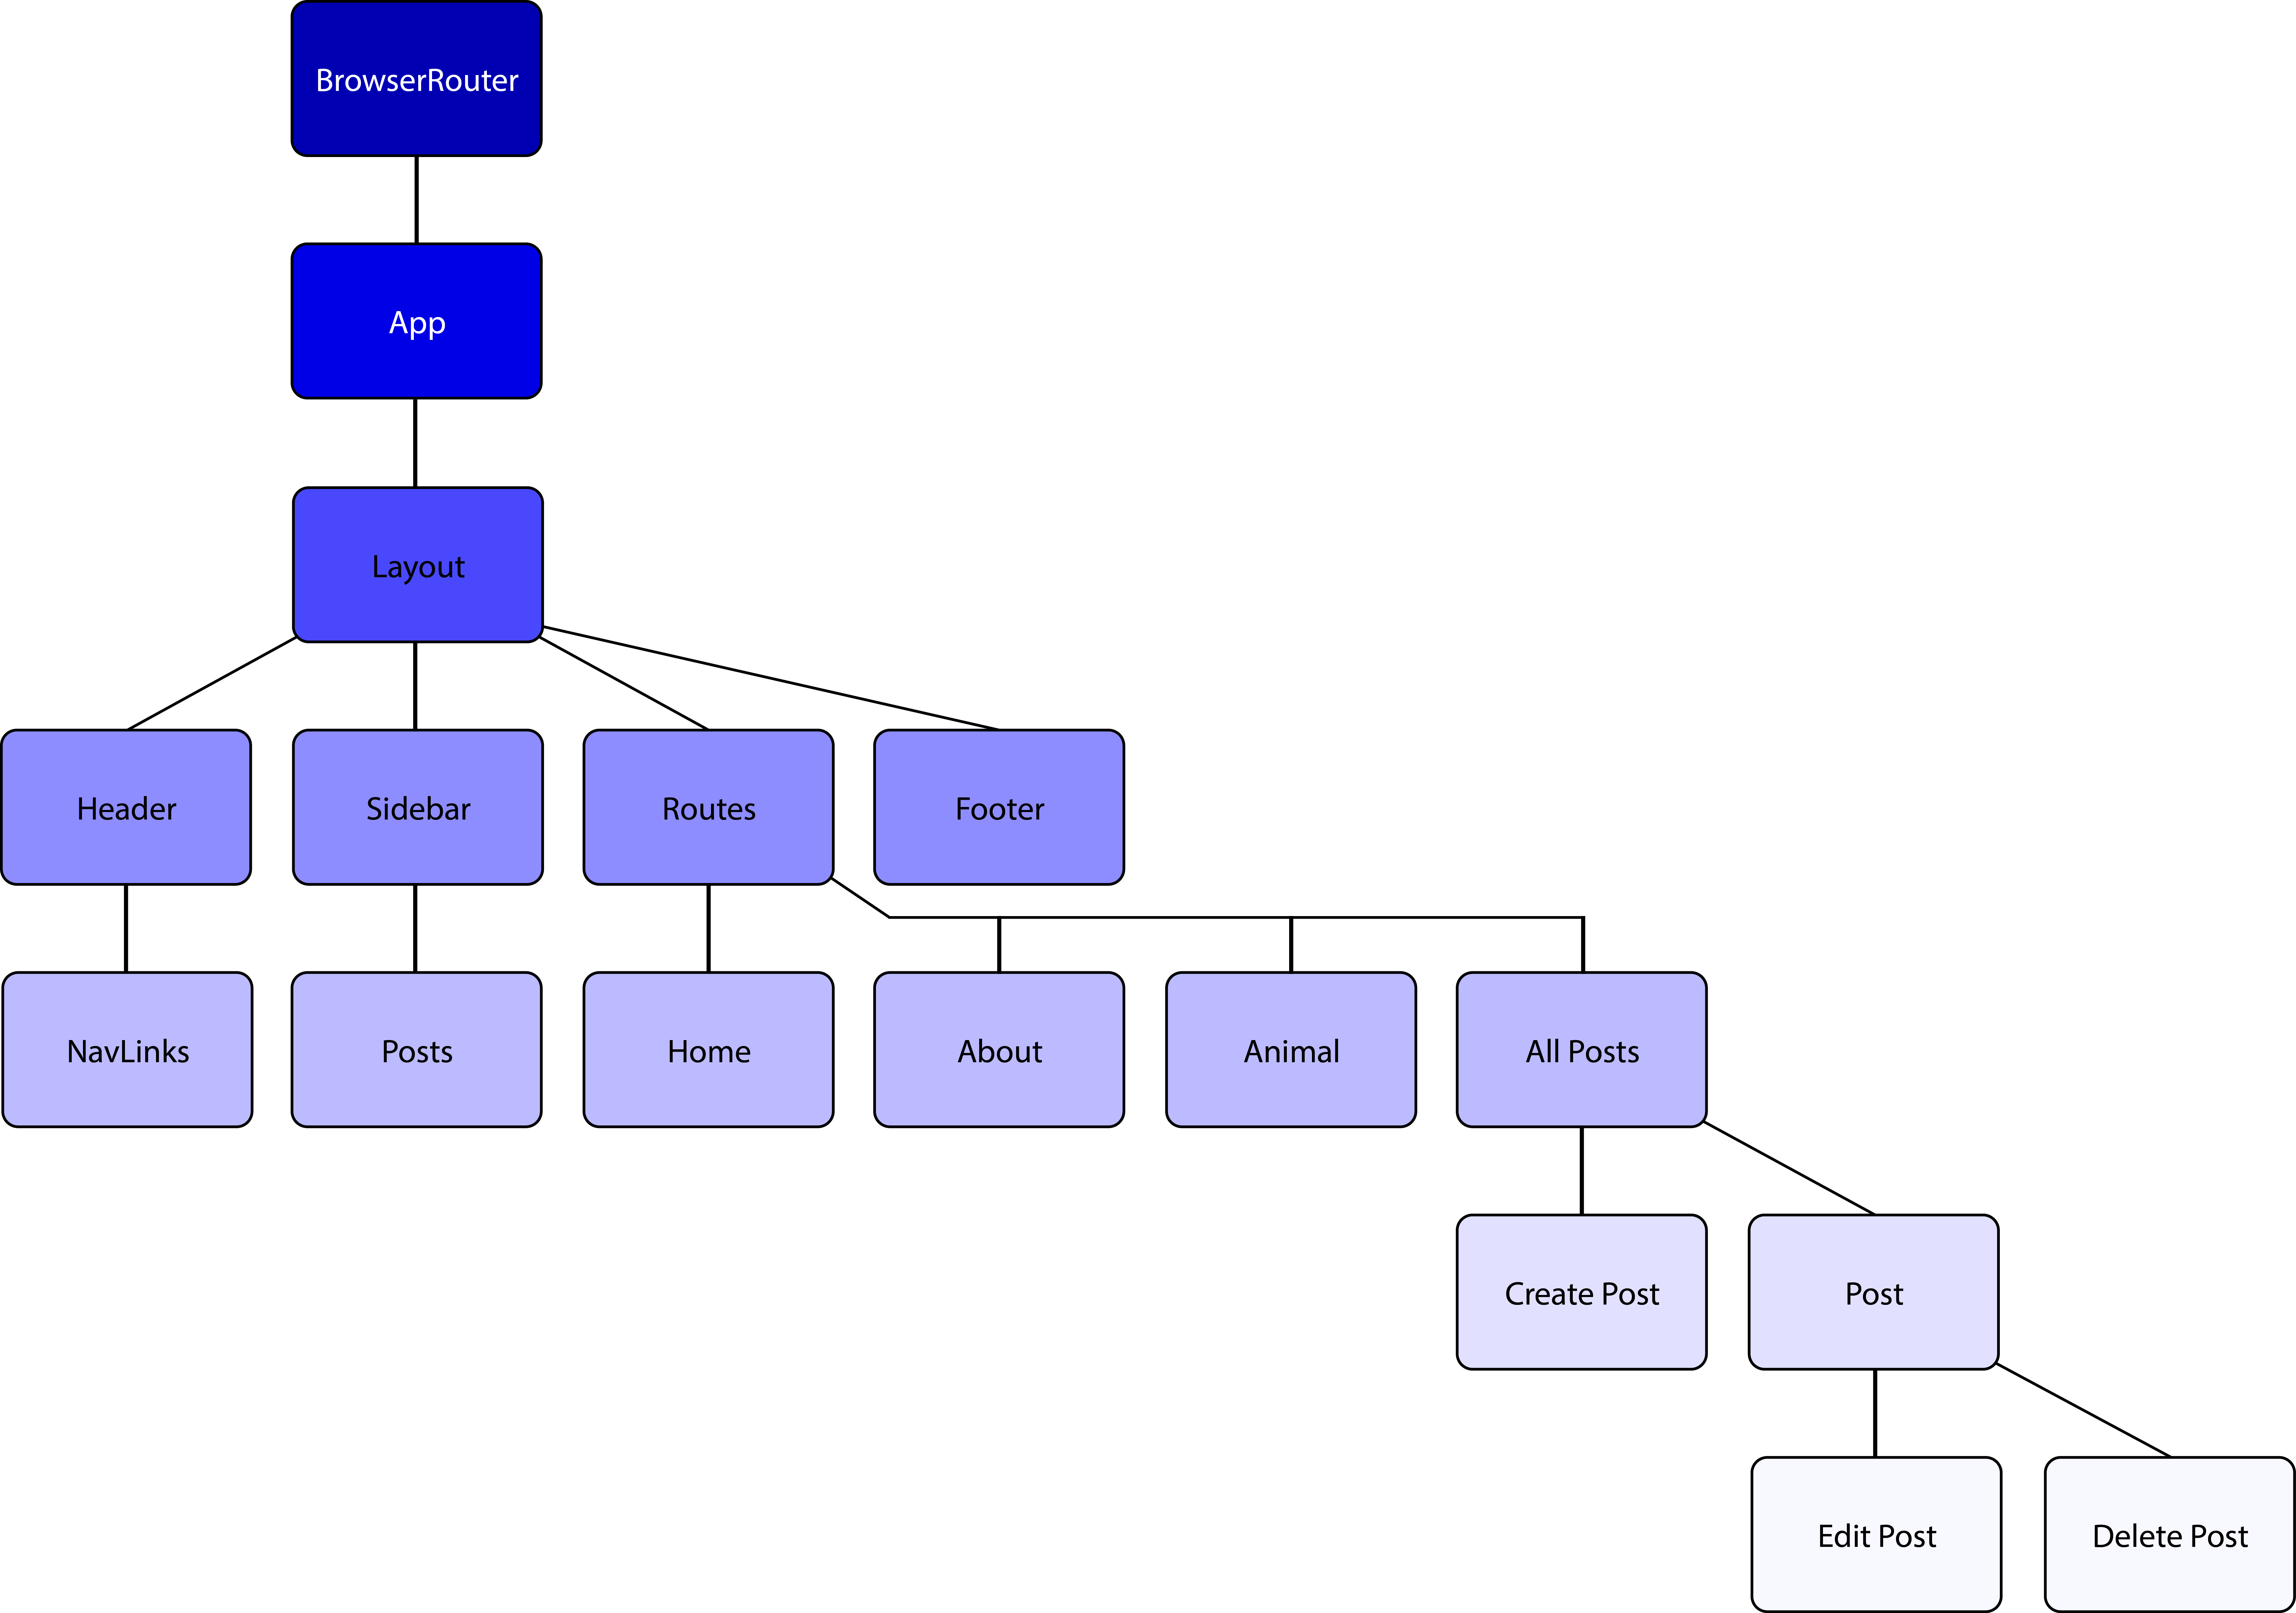 BrowserRouter
App
Layout
Header
Sidebar
Routes
Footer
NavLinks
Posts
Home
About
Animal
All Posts
Create Post
Post
Edit Post
Delete Post